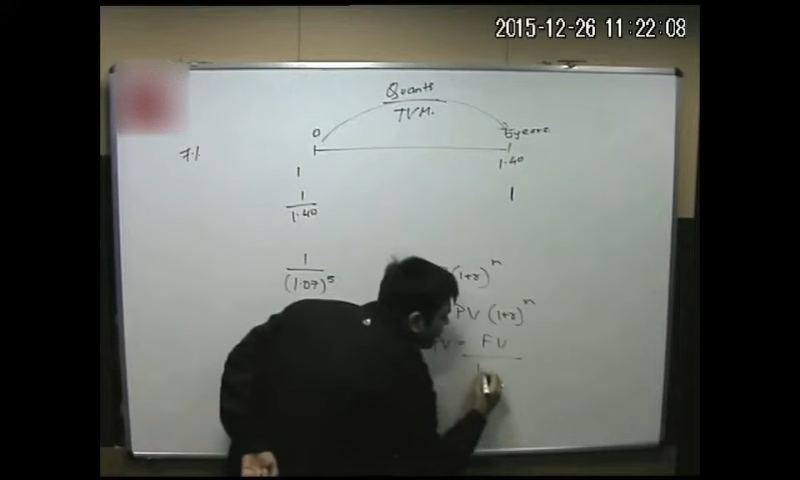 2015-12-26 11:22:08
Quants
TVM.
0
5years
7%
1.40
1
1
1
1.40
1
(1.07)^5
(1+r)^n
PV (1+r)^n
PV = FV